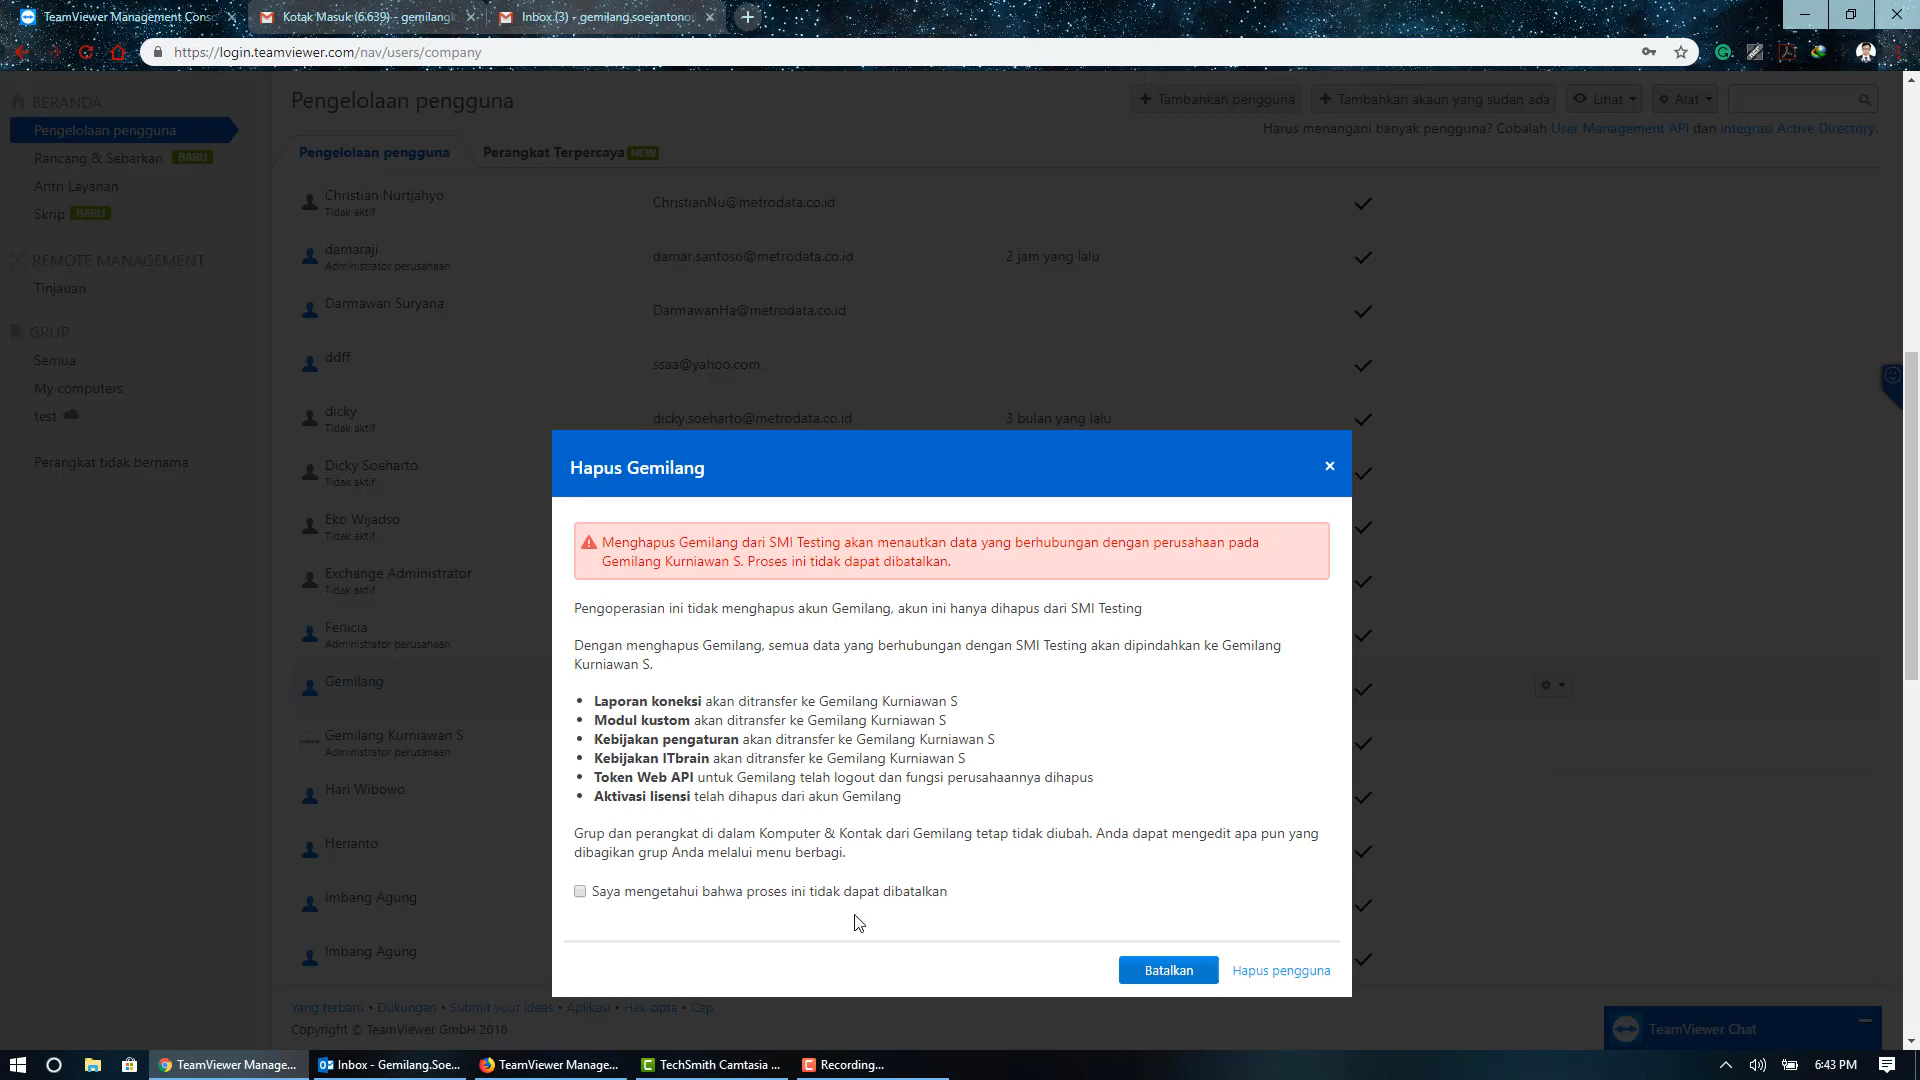 TeamViewer Management Conso
Kotak Masuk (6.639) - gemilangk
Inbox (3) - gemilang.soejantono
https://login.teamviewer.com/nav/users/company
BERANDA
Pengelolaan pengguna
Rancang & Sebarkan BARU
Antri Layanan
Skrip BARU
REMOTE MANAGEMENT
Tinjauan
GRUP
Semua
My computers
test
Perangkat tidak bernama
Pengelolaan pengguna
Tambahkan pengguna
Tambahkan akaun yang sudah ada
Lihat
Alat
Harus menangani banyak pengguna? Cobalah User Management API dan integrasi Active Directory.
Pengelolaan pengguna
Perangkat Terpercaya NEW
Christian Nurtjahyo
Tidak aktif
ChristianNu@metrodata.co.id
damaraji
Administrator perusahaan
damar.santoso@metrodata.co.id
2 jam yang lalu
Darmawan Suryana
DarmawanHa@metrodata.co.id
ddff
ssaa@yahoo.com
dicky
Tidak aktif
dicky.soeharto@metrodata.co.id
3 bulan yang lalu
Dicky Soeharto
Tidak aktif
Eko Wijadso
Tidak aktif
Exchange Administrator
Tidak aktif
Fenicia
Administrator perusahaan
Gemilang
Gemilang Kurniawan S
Administrator perusahaan
Hari Wibowo
Herianto
Imbang Agung
Imbang Agung
Hapus Gemilang
Menghapus Gemilang dari SMI Testing akan menautkan data yang berhubungan dengan perusahaan pada
Gemilang Kurniawan S. Proses ini tidak dapat dibatalkan.
Pengoperasian ini tidak menghapus akun Gemilang, akun ini hanya dihapus dari SMI Testing
Dengan menghapus Gemilang, semua data yang berhubungan dengan SMI Testing akan dipindahkan ke Gemilang
Kurniawan S.
• Laporan koneksi akan ditransfer ke Gemilang Kurniawan S
• Modul kustom akan ditransfer ke Gemilang Kurniawan S
• Kebijakan pengaturan akan ditransfer ke Gemilang Kurniawan S
• Kebijakan ITbrain akan ditransfer ke Gemilang Kurniawan S
• Token Web API untuk Gemilang telah logout dan fungsi perusahaannya dihapus
• Aktivasi lisensi telah dihapus dari akun Gemilang
Grup dan perangkat di dalam Komputer & Kontak dari Gemilang tetap tidak diubah. Anda dapat mengedit apa pun yang
dibagikan grup Anda melalui menu berbagi.
Saya mengetahui bahwa proses ini tidak dapat dibatalkan
Batalkan
Hapus pengguna
Yang terbaru • Dukungan • Submit your ideas • Aplikasi • Hak cipta • Cap
Copyright © TeamViewer GmbH 2018
TeamViewer Chat
TeamViewer Manage...
Inbox - Gemilang.Soe...
TeamViewer Manage...
TechSmith Camtasia ...
Recording...
6:43 PM